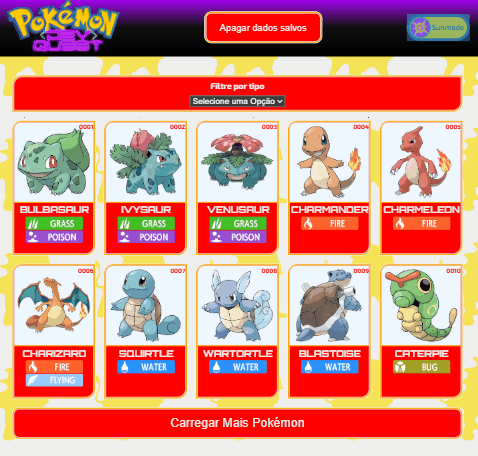 Pokémon
DEV
QUEST
Apagar dados salvos
Sunmode
Filtre por tipo
Selecione uma Opção
0001
0002
0003
0004
0005
BULBASAUR
IVYSAUR
VENUSAUR
CHARMANDER
CHARMELEON
GRASS
GRASS
GRASS
FIRE
FIRE
POISON
POISON
POISON
0006
0007
0008
0009
0010
CHARIZARD
SQUIRTLE
WARTORTLE
BLASTOISE
CATERPIE
FIRE
WATER
WATER
WATER
BUG
FLYING
Carregar Mais Pokémon